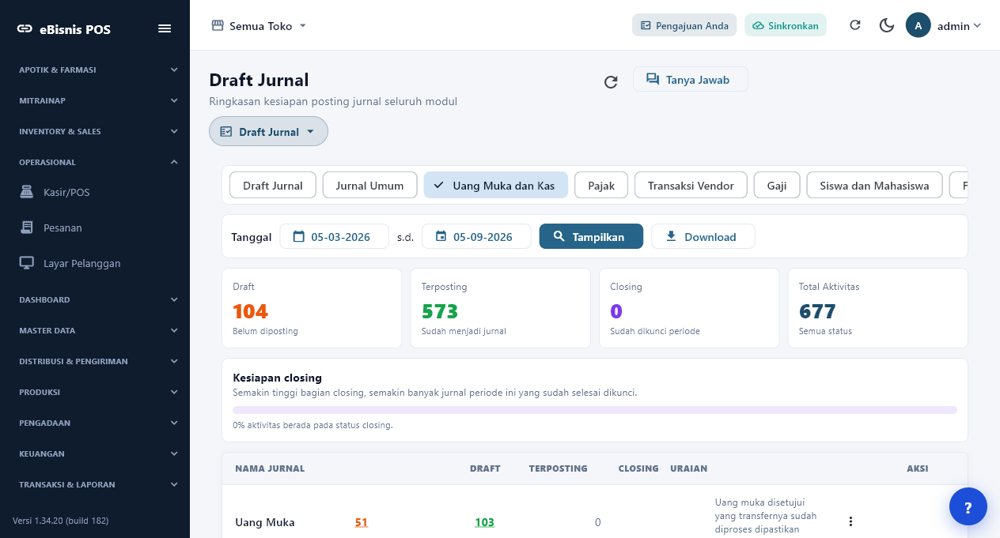 eBisnis POS
APOTIK & FARMASI
MITRAINAP
INVENTORY & SALES
OPERASIONAL
Kasir/POS
Pesanan
Layar Pelanggan
DASHBOARD
MASTER DATA
DISTRIBUSI & PENGIRIMAN
PRODUKSI
PENGADAAN
KEUANGAN
TRANSAKSI & LAPORAN
Versi 1.34.20 (build 182)
Semua Toko
Pengajuan Anda
Sinkronkan
A
admin
Draft Jurnal
Ringkasan kesiapan posting jurnal seluruh modul
Tanya Jawab
Draft Jurnal
Draft Jurnal
Jurnal Umum
Uang Muka dan Kas
Pajak
Transaksi Vendor
Gaji
Siswa dan Mahasiswa
Tanggal
05-03-2026
s.d.
05-09-2026
Tampilkan
Download
Draft
104
Belum diposting
Terposting
573
Sudah menjadi jurnal
Closing
0
Sudah dikunci periode
Total Aktivitas
677
Semua status
Kesiapan closing
Semakin tinggi bagian closing, semakin banyak jurnal periode ini yang sudah selesai dikunci.
0% aktivitas berada pada status closing.
NAMA JURNAL DRAFT TERPOSTING CLOSING URAIAN AKSI
Uang Muka 51 103 0
Uang muka disetujui
yang transfernya sudah
diproses dipastikan
?